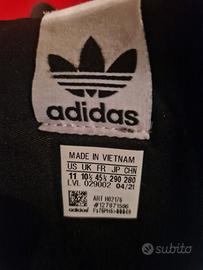 adidas
MADE IN VIETNAM
US UK FR JP CHN
11 10½ 45⅓ 290 280
LVL 029002 04/21
ART H02176
subito